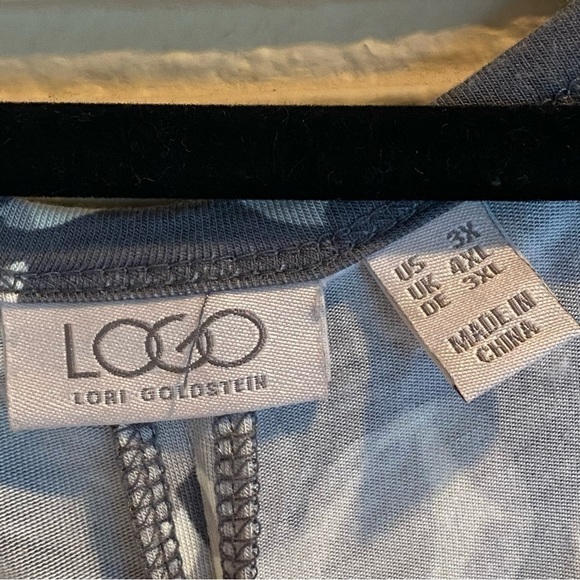 LOGO
LORI GOLDSTEIN
US 3X
UK 4XL
DE 3XL
MADE IN
CHINA